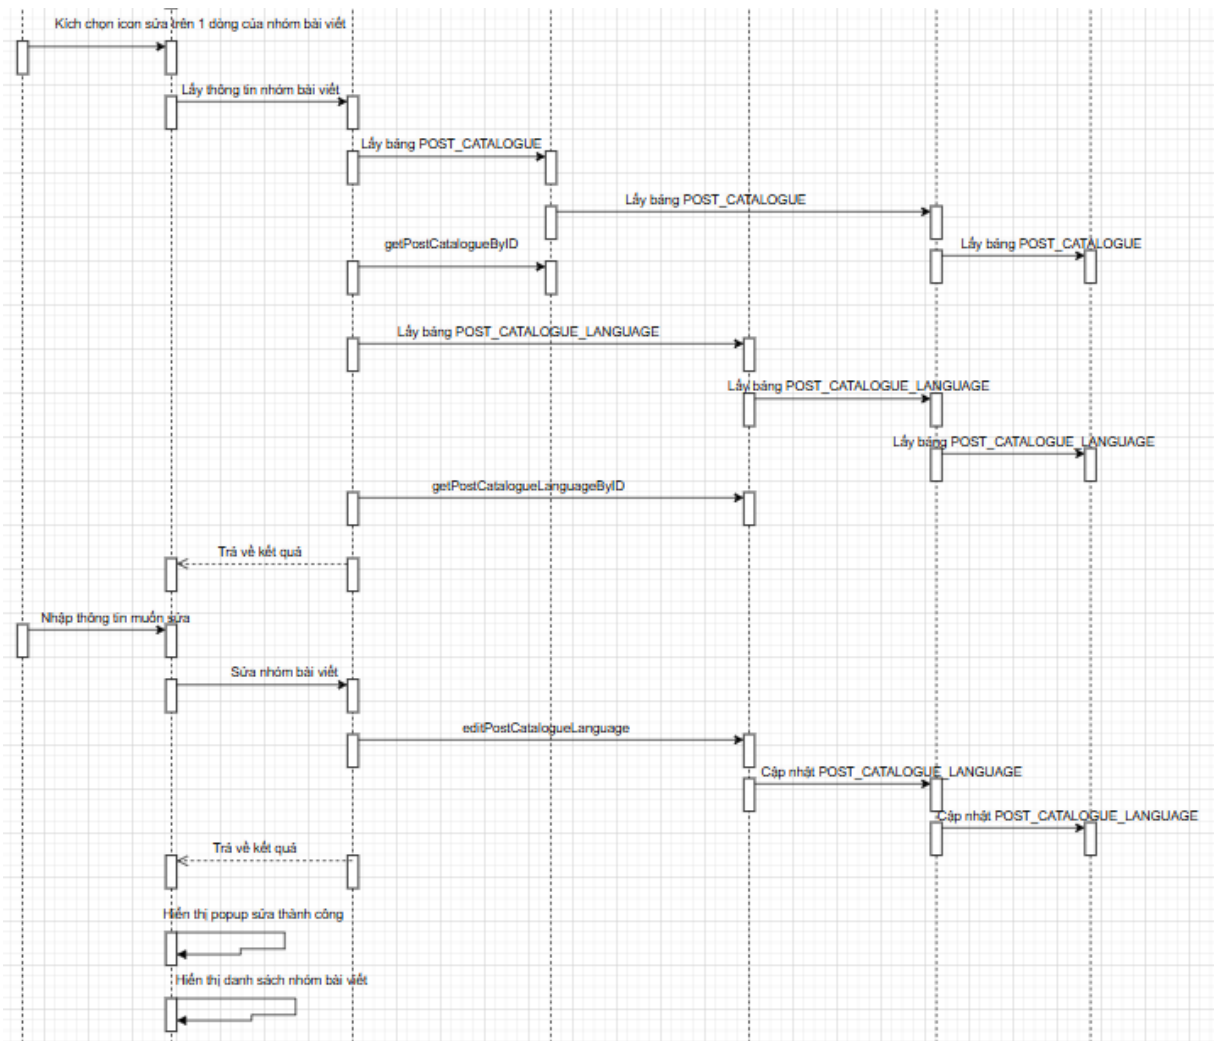 Kích chọn icon sửa trên 1 dòng của nhóm bài viết
Lấy thông tin nhóm bài viết
Lấy bảng POST_CATALOGUE
Lấy bảng POST_CATALOGUE
getPostCatalogueByID
Lấy bảng POST_CATALOGUE
Lấy bảng POST_CATALOGUE_LANGUAGE
Lấy bảng POST_CATALOGUE_LANGUAGE
Lấy bảng POST_CATALOGUE_LANGUAGE
getPostCatalogueLanguageByID
Trả về kết quả
Nhập thông tin muốn sửa
Sửa nhóm bài viết
editPostCatalogueLanguage
Cập nhật POST_CATALOGUE_LANGUAGE
Cập nhật POST_CATALOGUE_LANGUAGE
Trả về kết quả
Hiển thị popup sửa thành công
Hiển thị danh sách nhóm bài viết